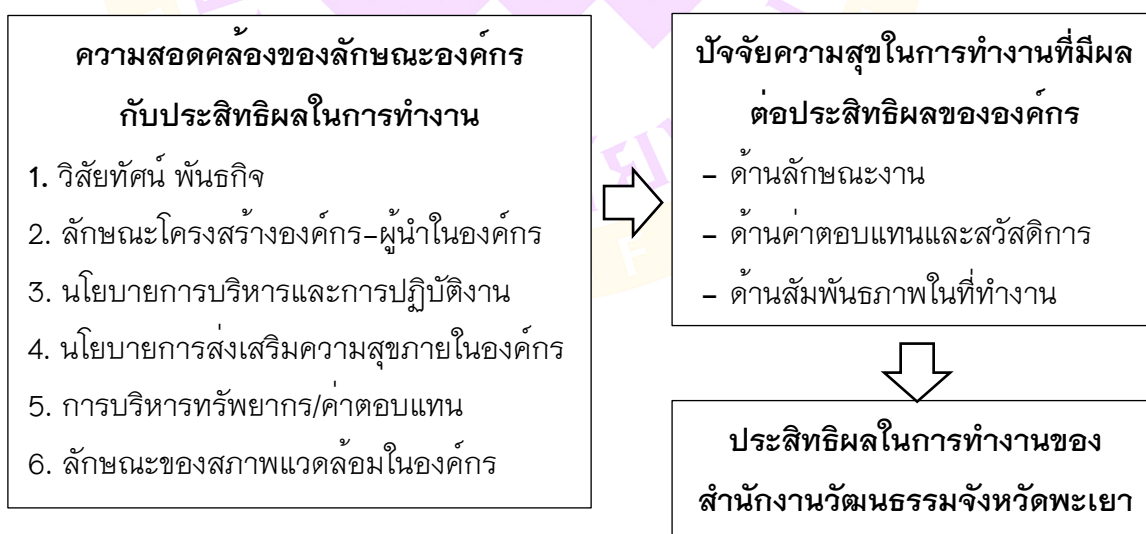 ความสอดคล้องของลักษณะองค์กร
กับประสิทธิผลในการทำงาน
1. วิสัยทัศน์ พันธกิจ
2. ลักษณะโครงสร้างองค์กร-ผู้นำในองค์กร
3. นโยบายการบริหารและการปฏิบัติงาน
4. นโยบายการส่งเสริมความสุขภายในองค์กร
5. การบริหารทรัพยากร/ค่าตอบแทน
6. ลักษณะของสภาพแวดล้อมในองค์กร
ปัจจัยความสุขในการทำงานที่มีผล
ต่อประสิทธิผลขององค์กร
- ด้านลักษณะงาน
- ด้านค่าตอบแทนและสวัสดิการ
- ด้านสัมพันธภาพในที่ทำงาน
ประสิทธิผลในการทำงานของ
สำนักงานวัฒนธรรมจังหวัดพะเยา